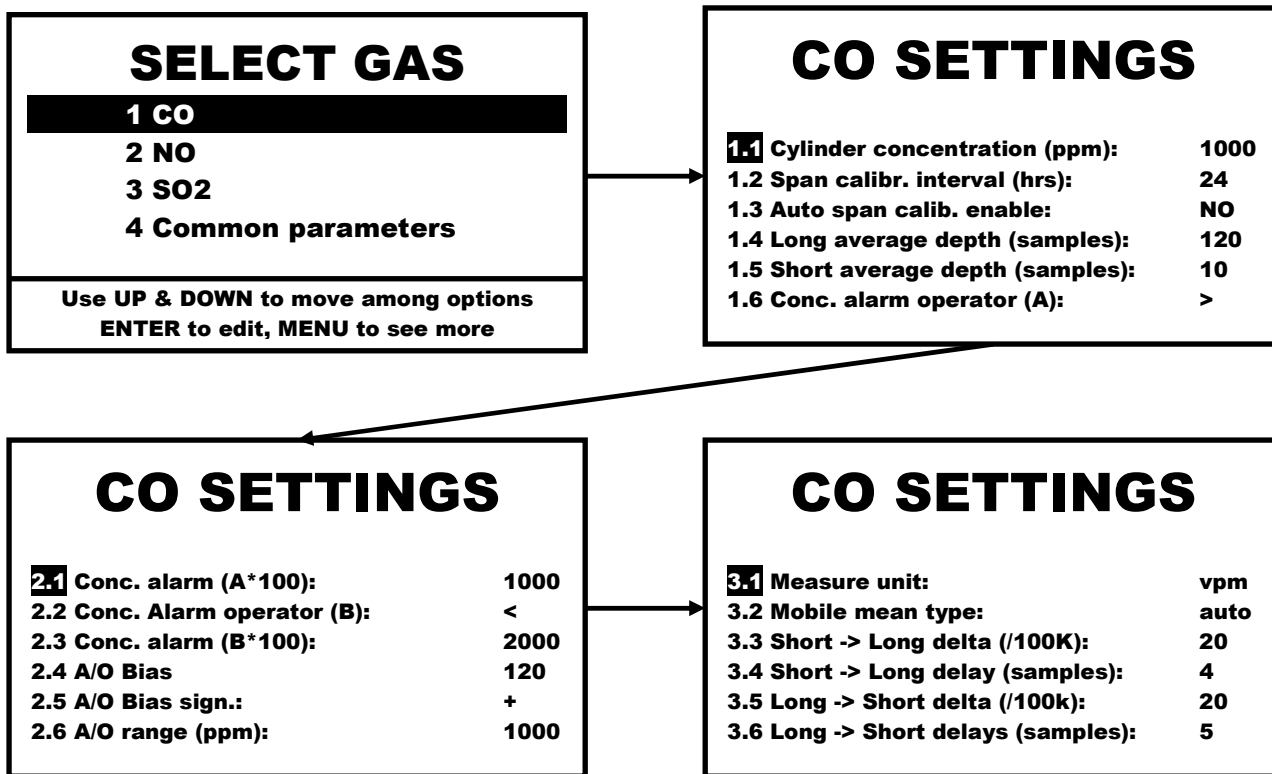 SELECT GAS
1 CO
2 NO
3 SO2
4 Common parameters
Use UP & DOWN to move among options
ENTER to edit, MENU to see more
CO SETTINGS
1.1 Cylinder concentration (ppm): 1000
1.2 Span calibr. interval (hrs): 24
1.3 Auto span calib. enable: NO
1.4 Long average depth (samples): 120
1.5 Short average depth (samples): 10
1.6 Conc. alarm operator (A): >
CO SETTINGS
2.1 Conc. alarm (A*100): 1000
2.2 Conc. Alarm operator (B): <
2.3 Conc. alarm (B*100): 2000
2.4 A/O Bias 120
2.5 A/O Bias sign.: +
2.6 A/O range (ppm): 1000
CO SETTINGS
3.1 Measure unit: vpm
3.2 Mobile mean type: auto
3.3 Short -> Long delta (/100K): 20
3.4 Short -> Long delay (samples): 4
3.5 Long -> Short delta (/100k): 20
3.6 Long -> Short delays (samples): 5